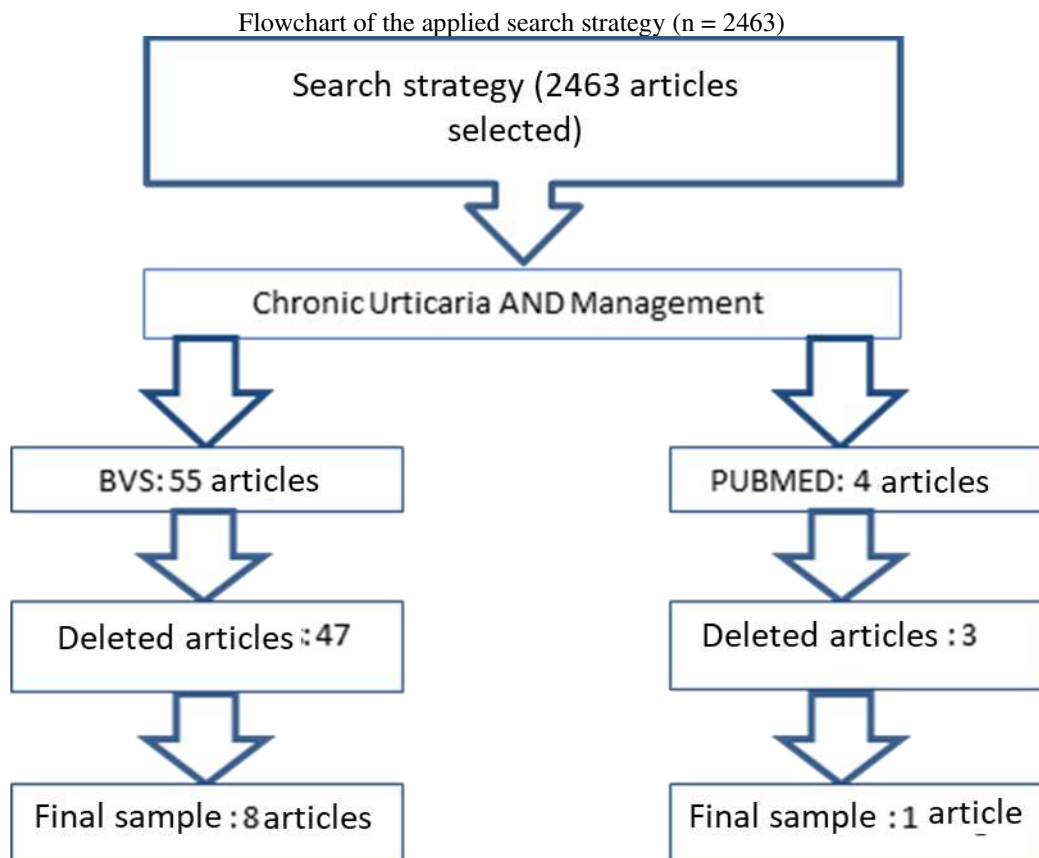 Flowchart of the applied search strategy (n = 2463)
Search strategy (2463 articles
selected)
Chronic Urticaria AND Management
BVS: 55 articles
PUBMED: 4 articles
Deleted articles : 47
Deleted articles : 3
Final sample : 8 articles
Final sample : 1 article